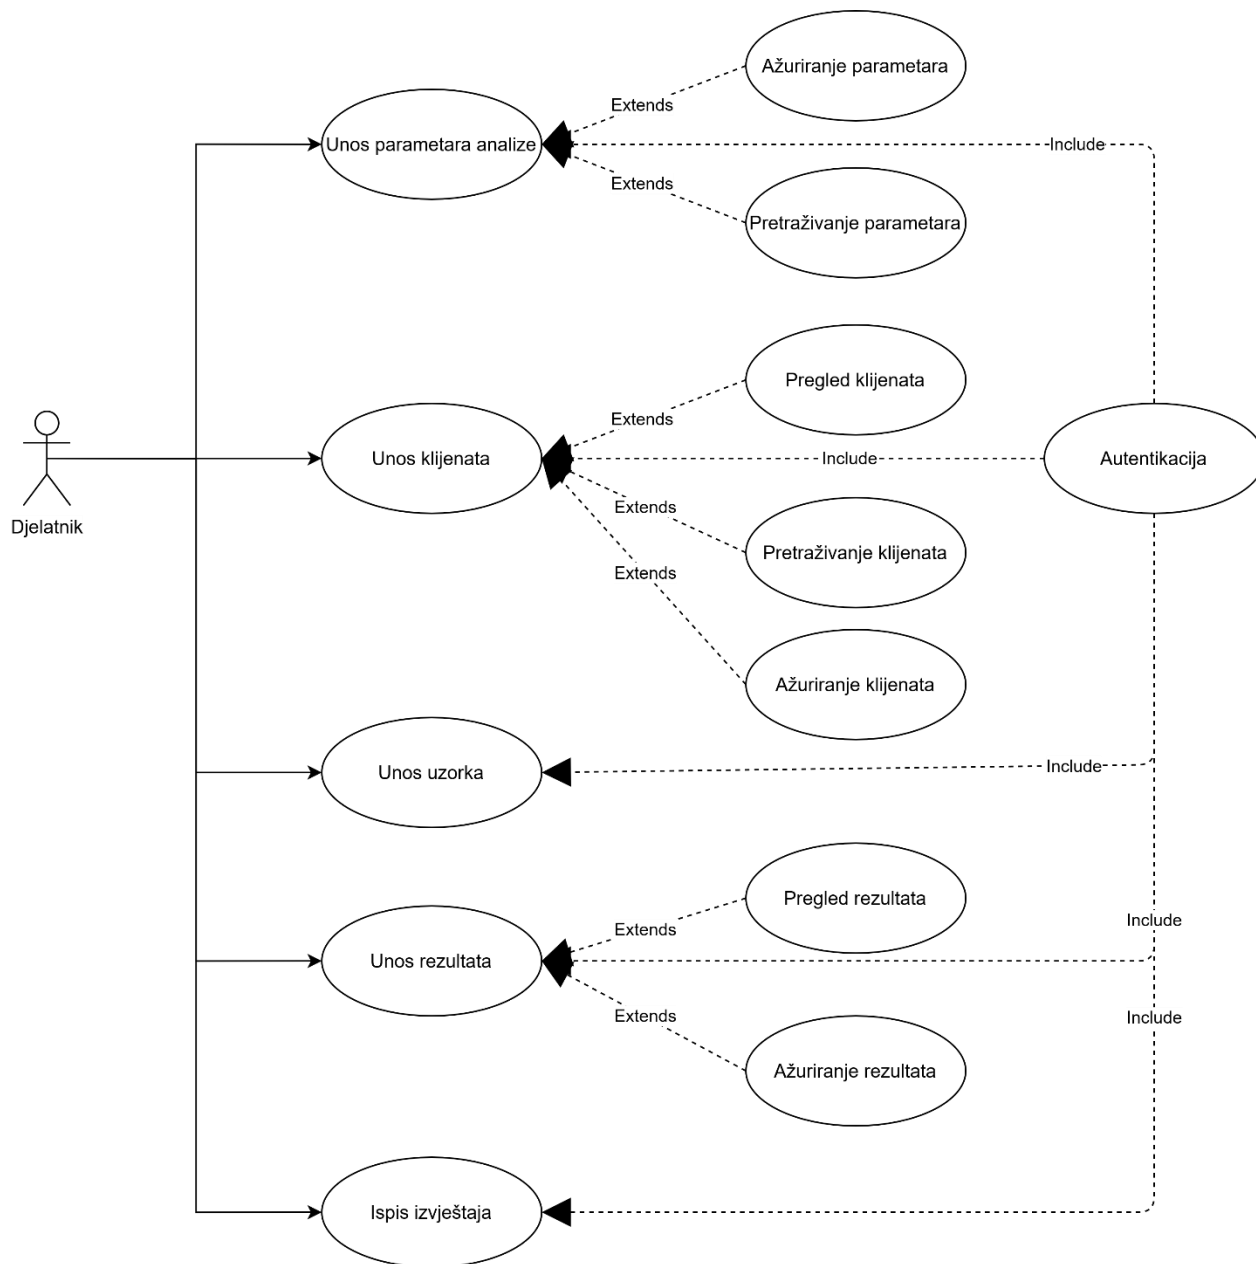 Ažuriranje parametara
Extends
Unos parametara analize
Include
Extends
Pretraživanje parametara
Pregled klijenata
Extends
Djelatnik
Unos klijenata
Include
Autentikacija
Extends
Pretraživanje klijenata
Extends
Ažuriranje klijenata
Unos uzorka
Include
Pregled rezultata
Extends
Include
Unos rezultata
Extends
Include
Ažuriranje rezultata
Ispis izvještaja